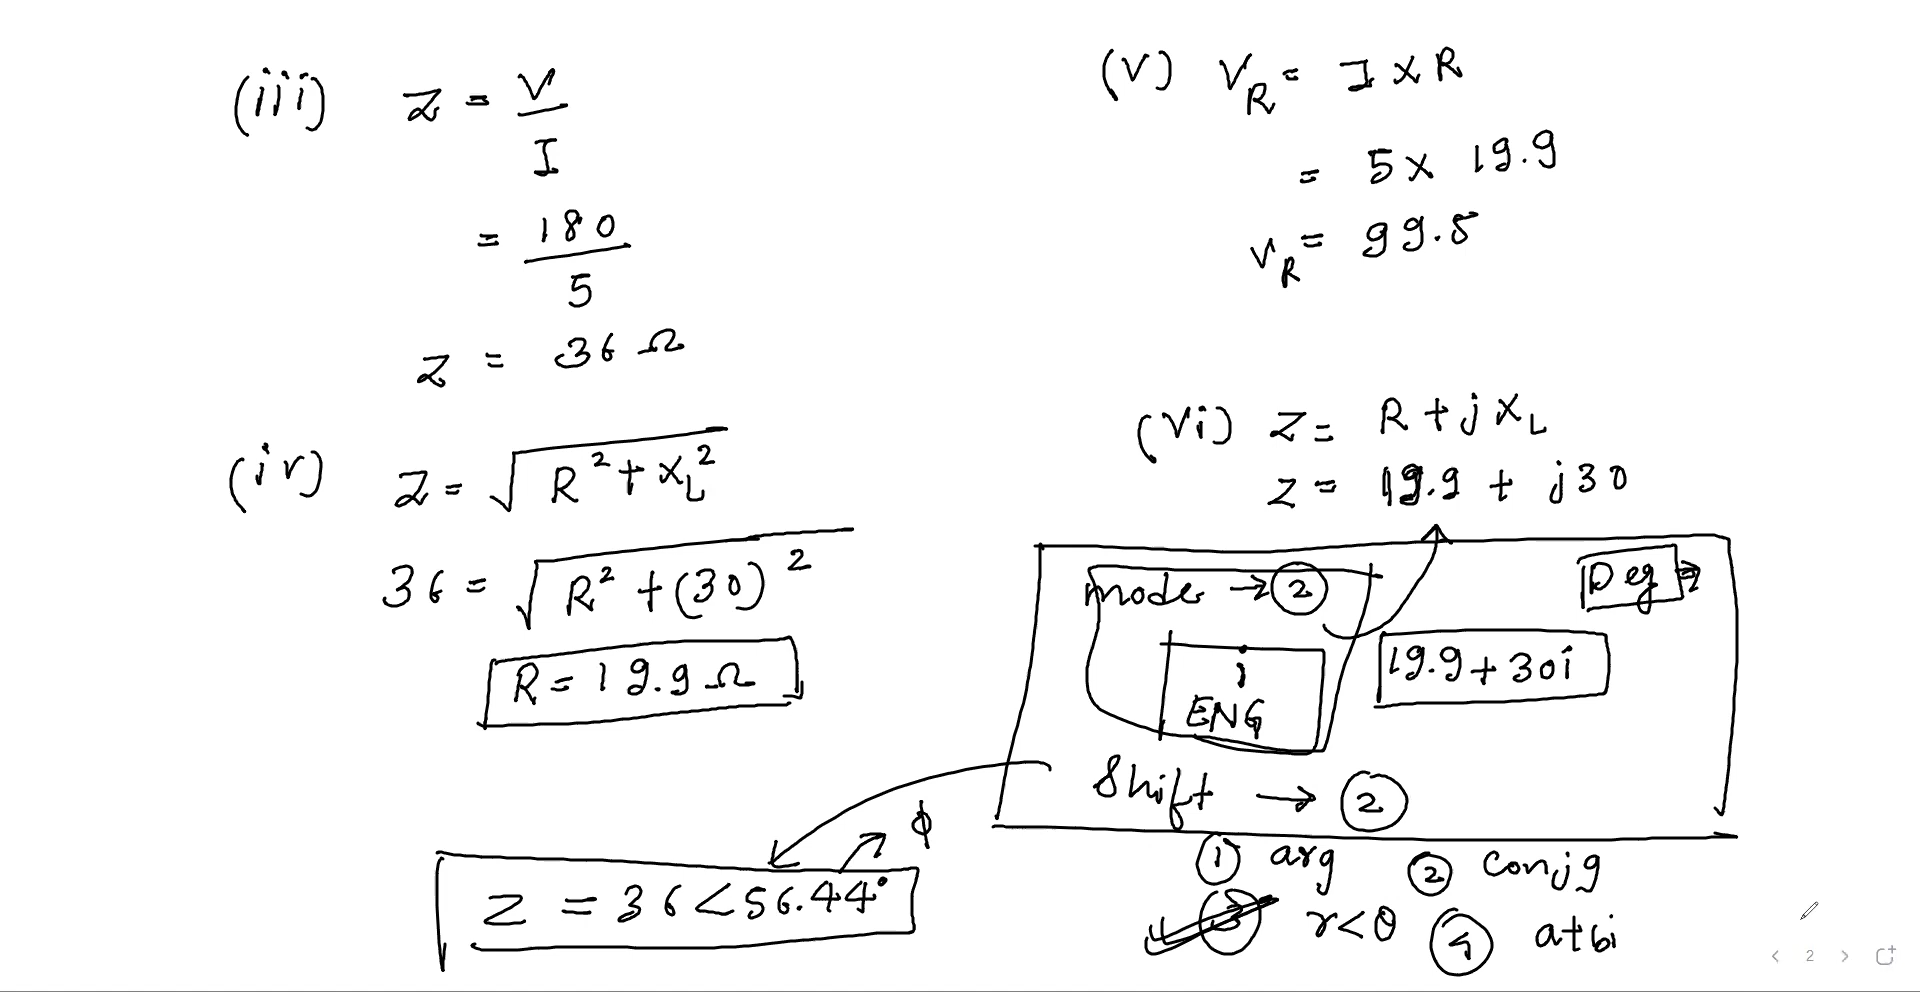 (iii) Z = V / I
= 180 / 5
Z = 36 Ω
(iv) Z = √(R² + X_L²)
36 = √(R² + (30)²)
R = 19.9 Ω
(V) V_R = I × R
= 5 × 19.9
V_R = 99.5
(Vi) Z = R + j X_L
Z = 19.9 + j30
mode → ② Deg →
i
ENG
19.9 + 30i
Shift → ②
① arg ② conjg
③ r<θ ④ a+bi
ϕ
Z = 36 < 56.44°
2